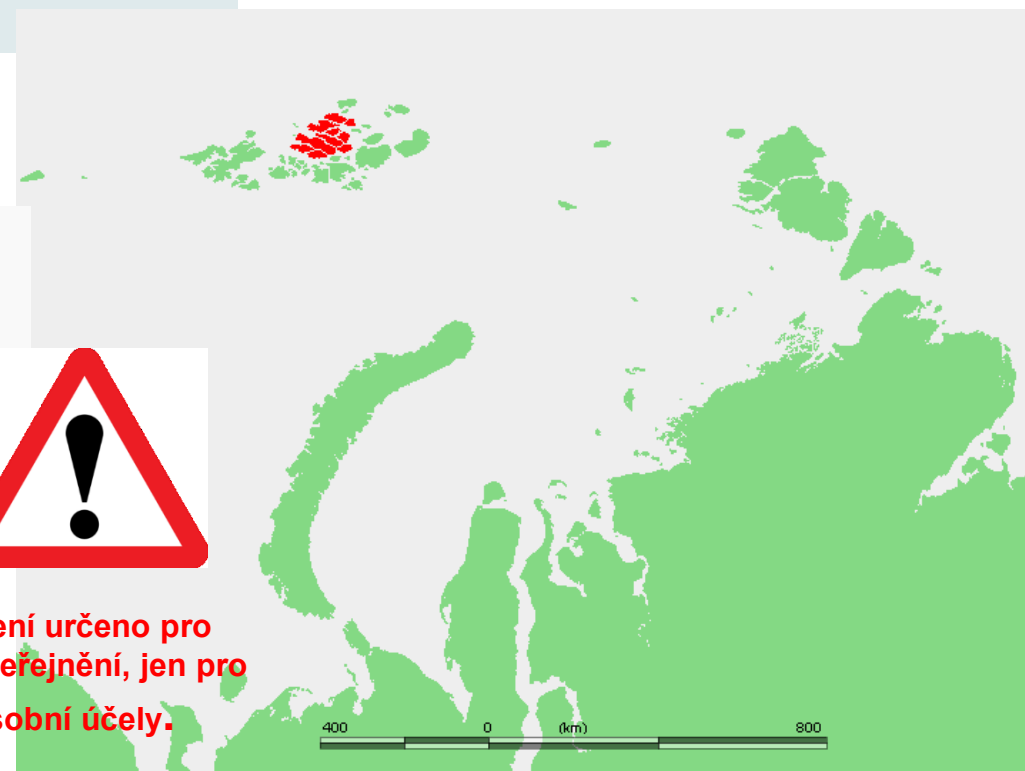 ení určeno pro
eřejnění, jen pro
sobní účely.
400 0 (km) 800